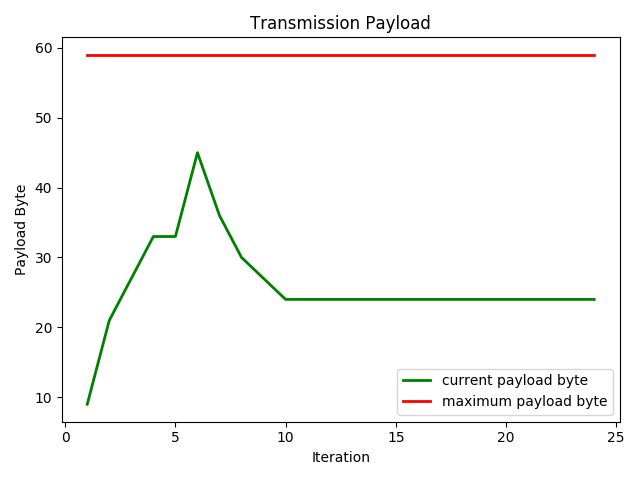 Transmission Payload
60
50
40
30
20
10
Payload Byte
0
5
10
15
20
25
Iteration
current payload byte
maximum payload byte